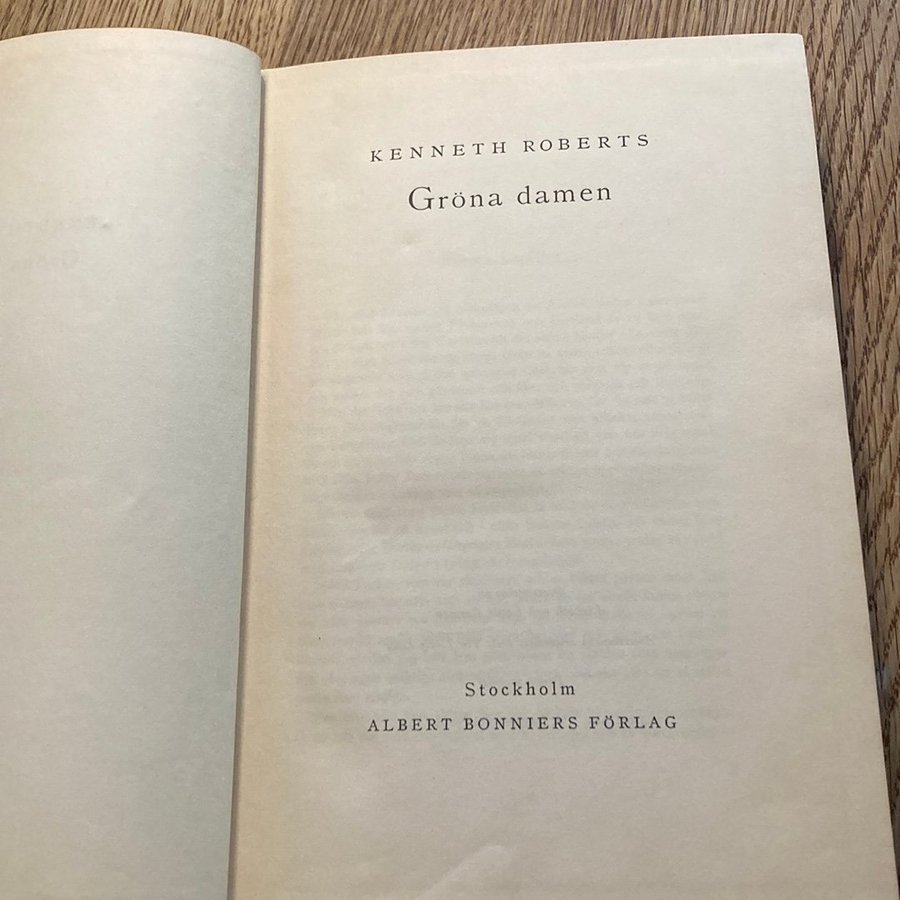 KENNETH ROBERTS
Gröna damen
Stockholm
ALBERT BONNIERS FÖRLAG